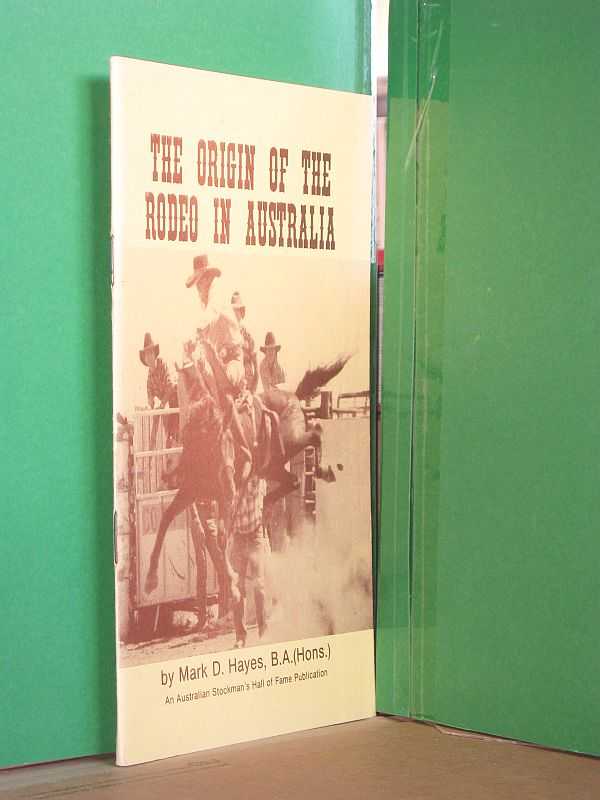 THE ORIGIN OF THE
RODEO IN AUSTRALIA
by Mark D. Hayes, B.A.(Hons.)
An Australian Stockman's Hall of Fame Publication